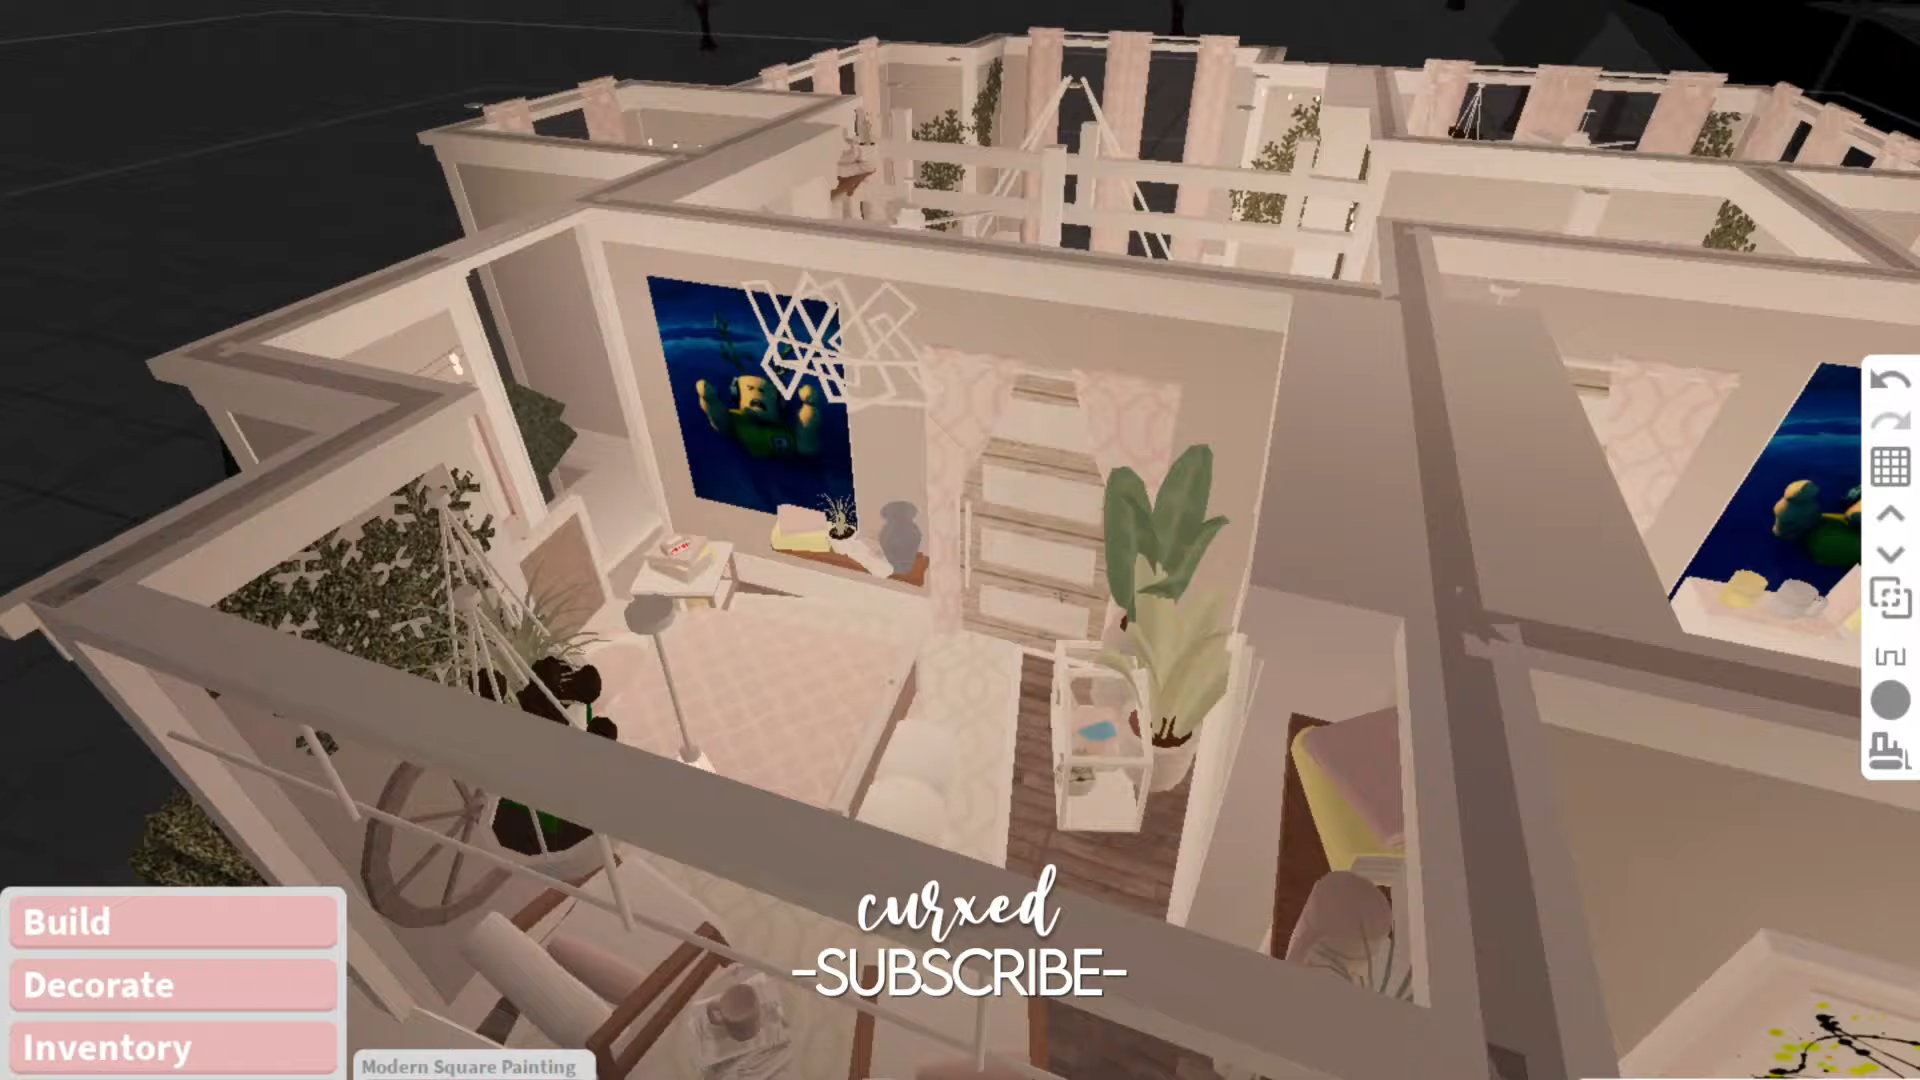 curxed
-SUBSCRIBE-
Build
Decorate
Inventory
Modern Square Painting